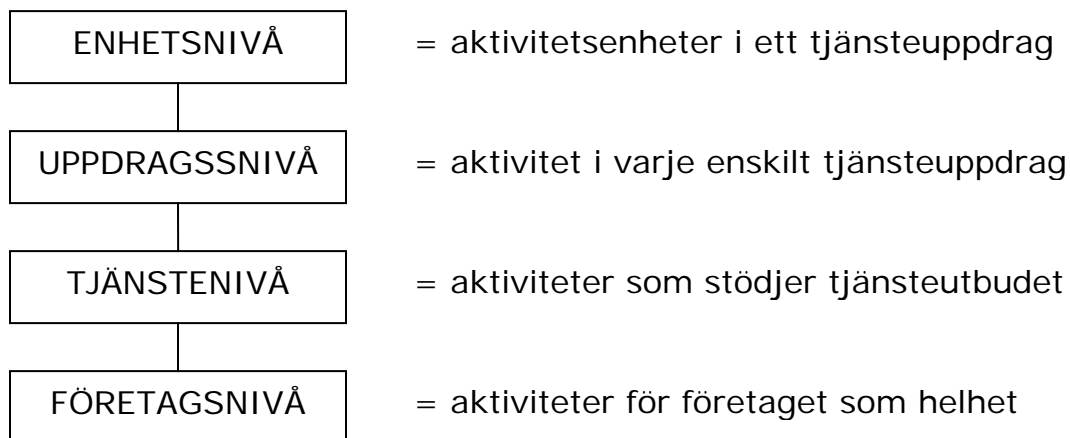 ENHETSNIVÅ = aktivitetsenheter i ett tjänsteuppdrag
UPPDRAGSSNIVÅ = aktivitet i varje enskilt tjänsteuppdrag
TJÄNSTENIVÅ = aktiviteter som stödjer tjänsteutbudet
FÖRETAGSNIVÅ = aktiviteter för företaget som helhet